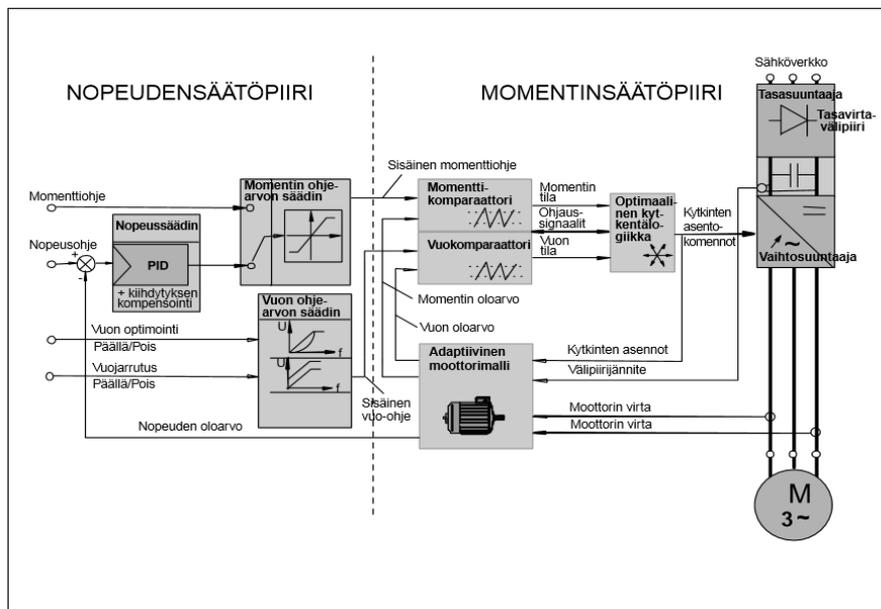 Sähköverkko
NOPEUDENSÄÄTÖPIIRI
MOMENTINSÄÄTÖPIIRI
Tasasuuntaaja
Tasavirta-
välipiiri
Sisäinen momenttiohje
Momentin ohje-
arvon säädin
Momenttiohje
Momentti-
komparaattori
Momentin
tila
Ohjaus-
signaalit
Vuon
tila
Optimaali-
nen kyt-
kentälo-
giikka
Kytkinten
asento-
komennot
Nopeussäädin
Nopeusohje
+
-
PID
+ kiihdytyksen
kompensointi
Vuokomparaattori
~
Vaihtosuuntaaja
Momentin oloarvo
Vuon oloarvo
Vuon ohje-
arvon säädin
U
f
U
f
Vuon optimointi
Päällä/Pois
Vuojarrutus
Päällä/Pois
Sisäinen
vuo-ohje
Adaptiivinen
moottorimalli
Kytkinten asennot
Välipiirijännite
Moottorin virta
Moottorin virta
Nopeuden oloarvo
M
3~